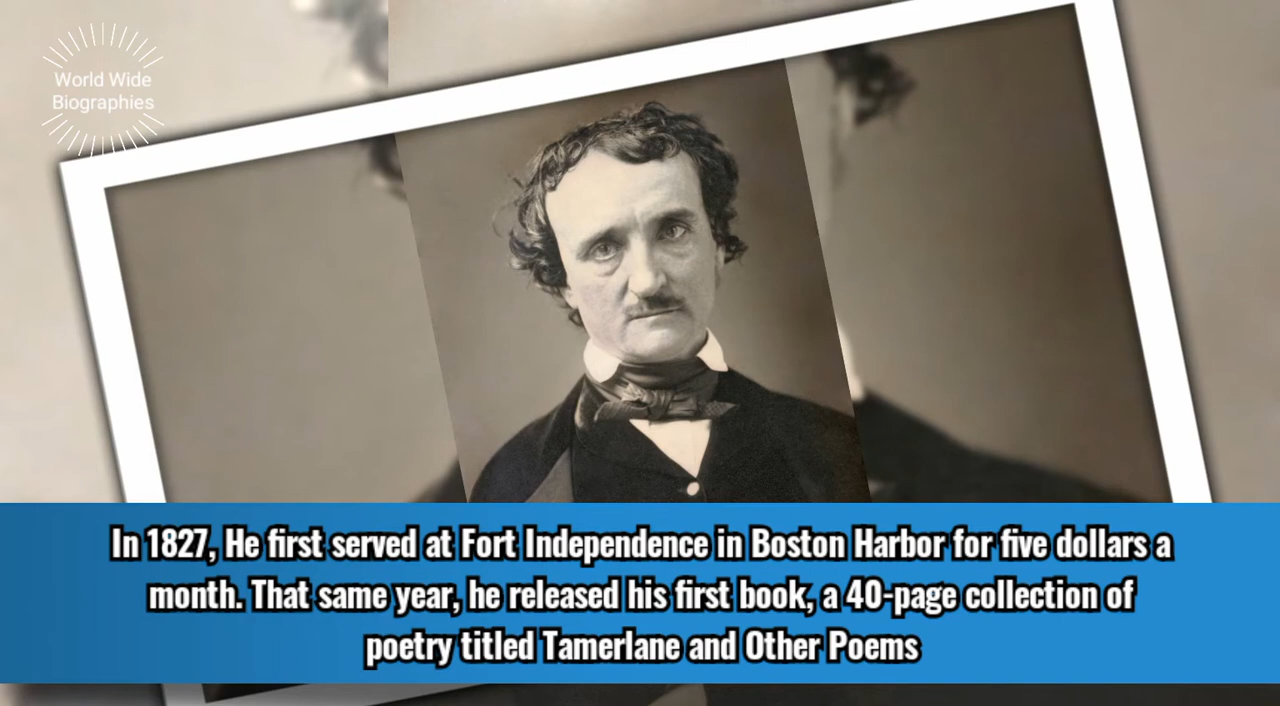 World Wide
Biographies
In 1827, He first served at Fort Independence in Boston Harbor for five dollars a
month. That same year, he released his first book, a 40-page collection of
poetry titled Tamerlane and Other Poems